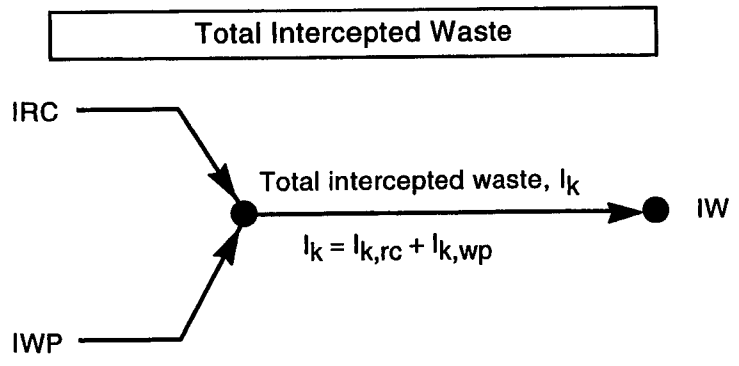 Total Intercepted Waste
IRC
Total intercepted waste, Ik
IW
Ik = Ik,rc + Ik,wp
IWP